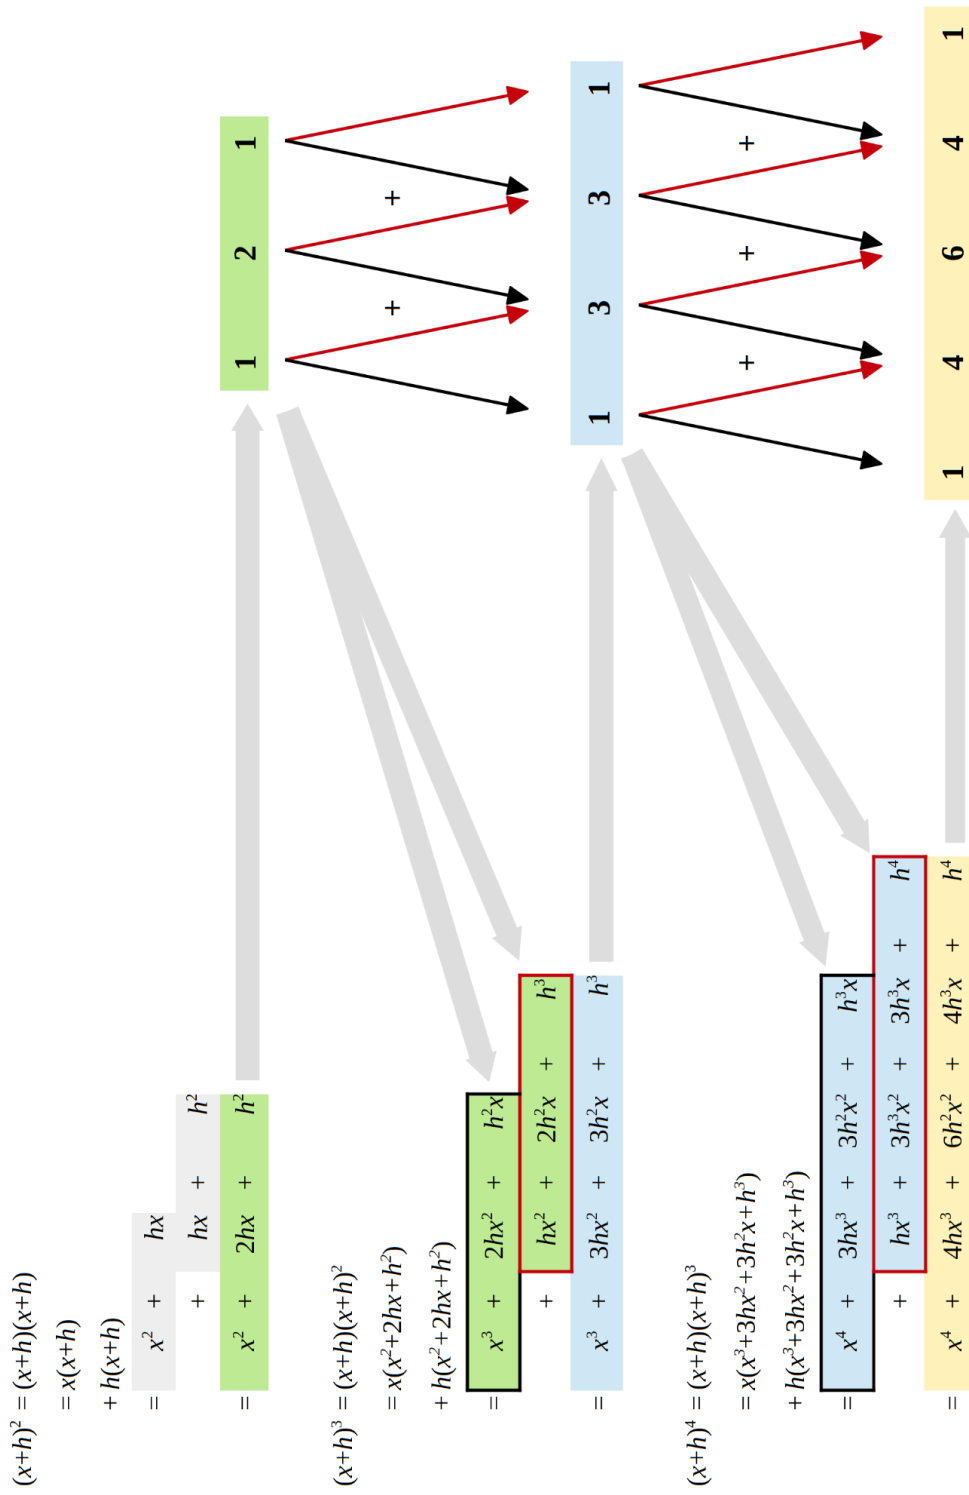 (x+h)² = (x+h)(x+h)
= x(x+h)
+ h(x+h)
= x² + hx
+ hx + h²
= x² + 2hx + h² 1 2 1
(x+h)³ = (x+h)(x+h)²
= x(x²+2hx+h²) + +
+ h(x²+2hx+h²)
= x³ + 2hx² + h²x
+ hx² + 2h²x + h³
= x³ + 3hx² + 3h²x + h³ 1 3 3 1
(x+h)⁴ = (x+h)(x+h)³
= x(x³+3hx²+3h²x+h³) + + +
+ h(x³+3hx²+3h²x+h³)
= x⁴ + 3hx³ + 3h²x² + h³x
+ hx³ + 3h³x² + 3h³x + h⁴
= x⁴ + 4hx³ + 6h²x² + 4h³x + h⁴ 1 4 6 4 1